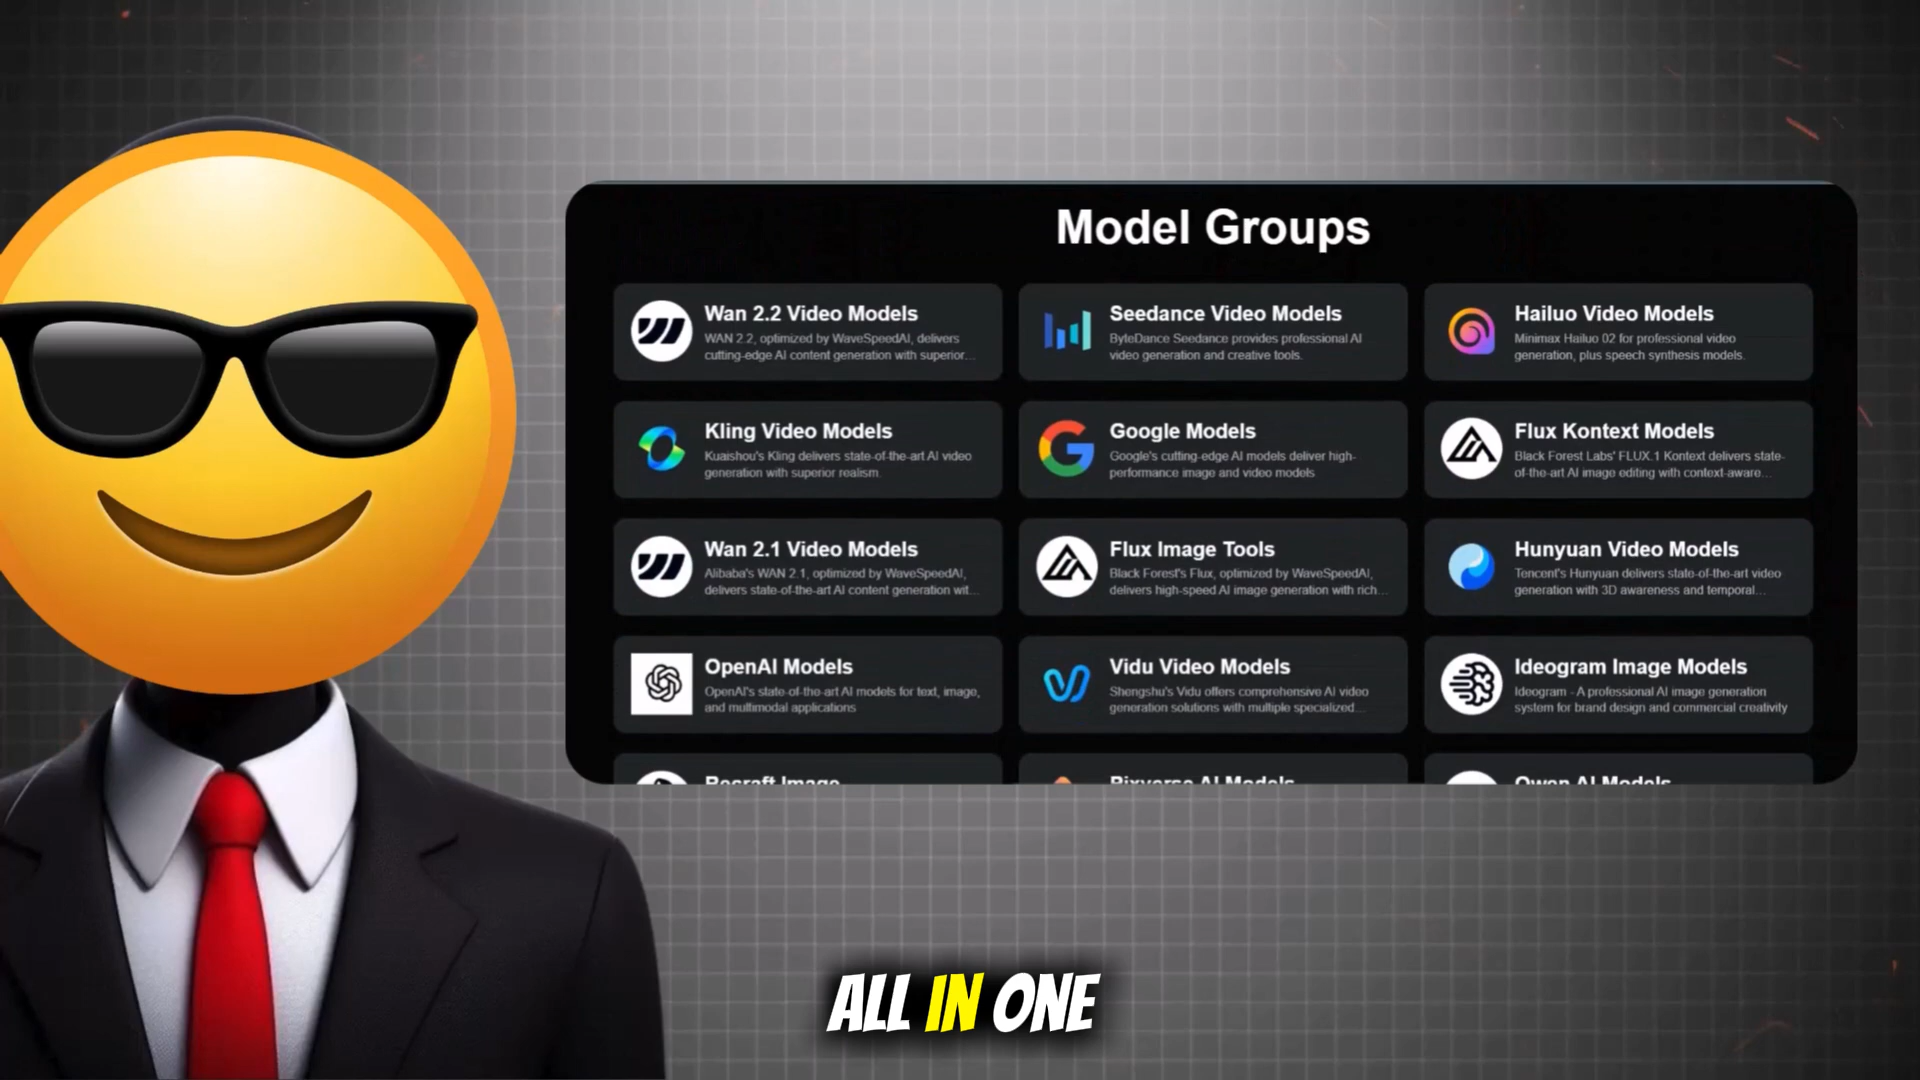 Model Groups
Wan 2.2 Video Models
WAN 2.2, optimized by WaveSpeedAI, delivers
cutting-edge AI content generation with superior...
Seedance Video Models
ByteDance Seedance provides professional AI
video generation and creative tools.
Hailuo Video Models
Minimax Hailuo 02 for professional video
generation, plus speech synthesis models.
Kling Video Models
Kuaishou's Kling delivers state-of-the-art AI video
generation with superior realism.
Google Models
Google's cutting-edge AI models deliver high-
performance image and video models
Flux Kontext Models
Black Forest Labs' FLUX.1 Kontext delivers state-
of-the-art AI image editing with context-aware...
Wan 2.1 Video Models
Alibaba's WAN 2.1, optimized by WaveSpeedAI,
delivers state-of-the-art AI content generation wit...
Flux Image Tools
Black Forest's Flux, optimized by WaveSpeedAI,
delivers high-speed AI image generation with rich...
Hunyuan Video Models
Tencent's Hunyuan delivers state-of-the-art video
generation with 3D awareness and temporal...
OpenAI Models
OpenAI's state-of-the-art AI models for text, image,
and multimodal applications
Vidu Video Models
Shengshu's Vidu offers comprehensive AI video
generation solutions with multiple specialized...
Ideogram Image Models
Ideogram - A professional AI image generation
system for brand design and commercial creativity
Recraft Image
Pixverse AI Models
Qwen AI Models
ALL IN ONE